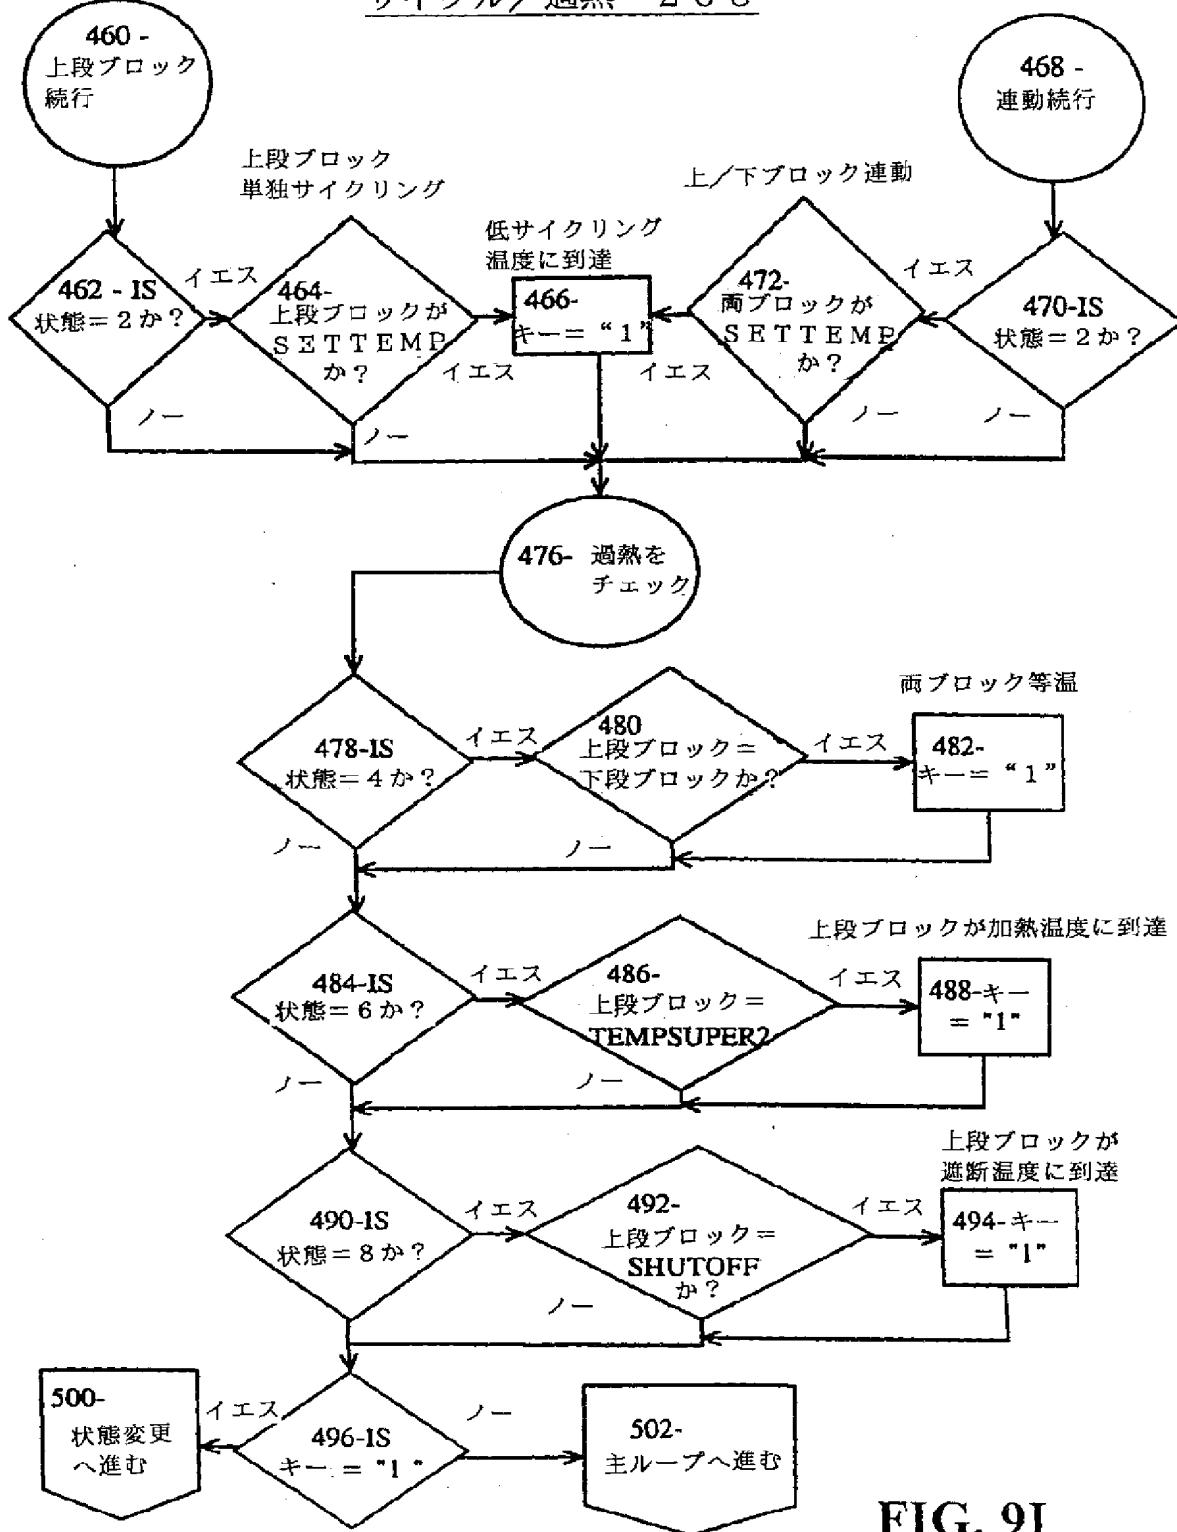 460 -
上段ブロック
続行
468 -
連動続行
上段ブロック
単独サイクリング
低サイクリング
温度に到達
上／下ブロック連動
462 - IS
状態＝2か？
イエス
464-
上段ブロックが
SETTEMP
か？
イエス
466-
キー＝ “1”
イエス
472-
両ブロックが
SETTEMP
か？
イエス
470-IS
状態＝2か？
ノー
ノー
ノー
ノー
476- 過熱を
チェック
478-IS
状態＝4か？
イエス
480
上段ブロック＝
下段ブロックか？
イエス
両ブロック等温
482-
キー＝ “1”
ノー
ノー
484-IS
状態＝6か？
イエス
486-
上段ブロック＝
TEMPSUPER2
イエス
上段ブロックが加熱温度に到達
488-キー
＝ "1"
ノー
ノー
490-IS
状態＝8か？
イエス
492-
上段ブロック＝
SHUTOFF
か？
イエス
上段ブロックが
遮断温度に到達
494-キー
＝ "1"
ノー
500-
状態変更
へ進む
イエス
496-IS
キー ＝ "1 "
ノー
502-
主ループへ進む